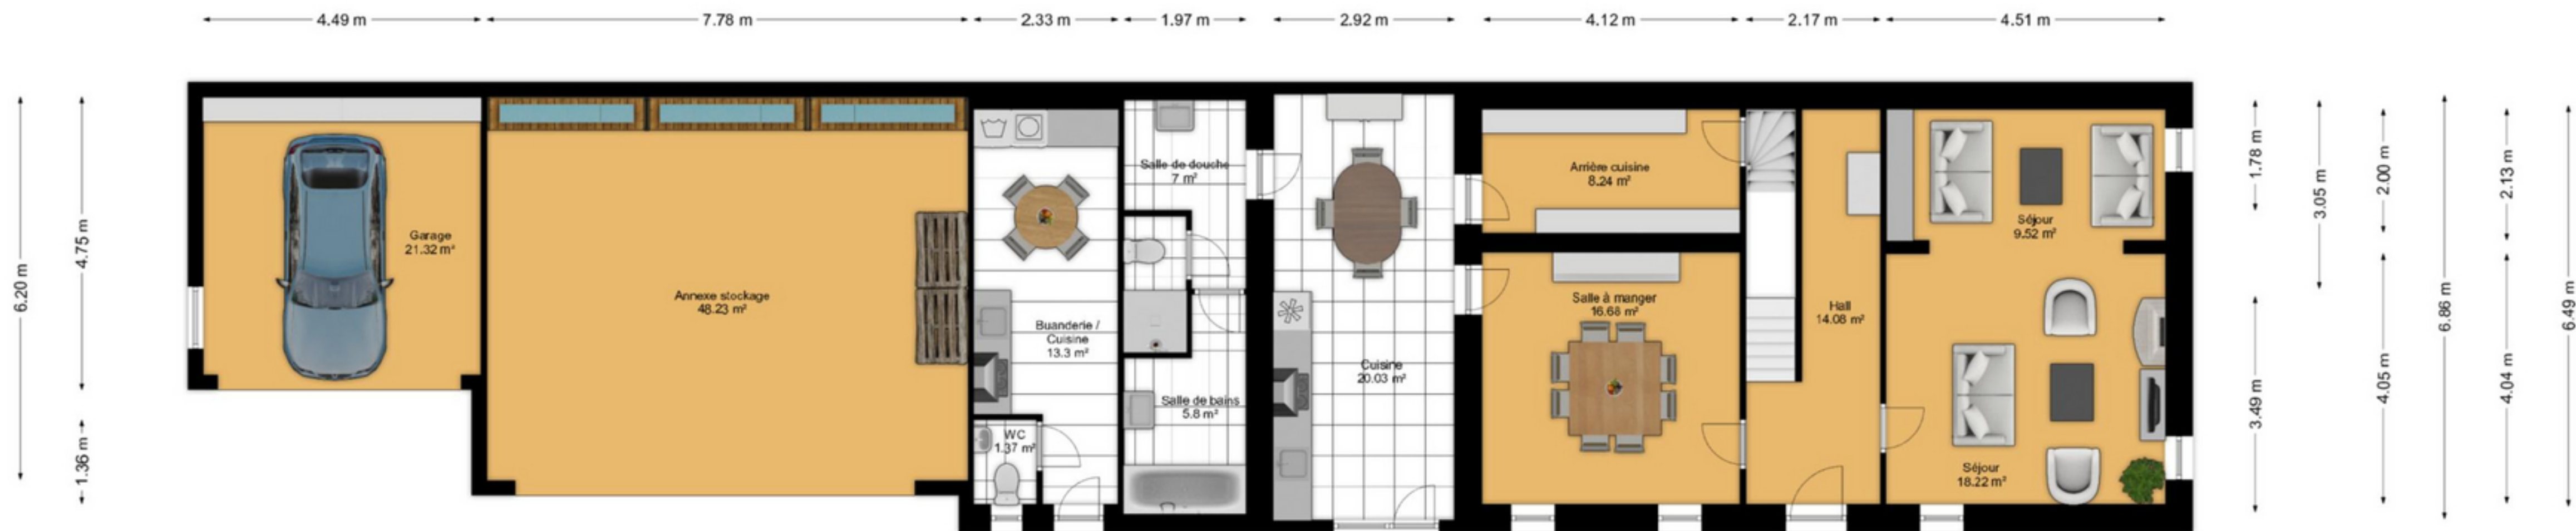 4.49 m
7.78 m
2.33 m
1.97 m
2.92 m
4.12 m
2.17 m
4.51 m
6.20 m
4.75 m
1.36 m
Garage
21.32 m²
Annexe stockage
48.23 m²
Buanderie /
Cuisine
13.3 m²
WC
1.37 m²
Salle de douche
7 m²
Salle de bains
5.8 m²
Cuisine
20.03 m²
Arrière cuisine
8.24 m²
Salle à manger
16.68 m²
Hall
14.08 m²
Séjour
9.52 m²
Séjour
18.22 m²
1.78 m
3.49 m
3.05 m
2.00 m
4.05 m
6.86 m
2.13 m
4.04 m
6.49 m